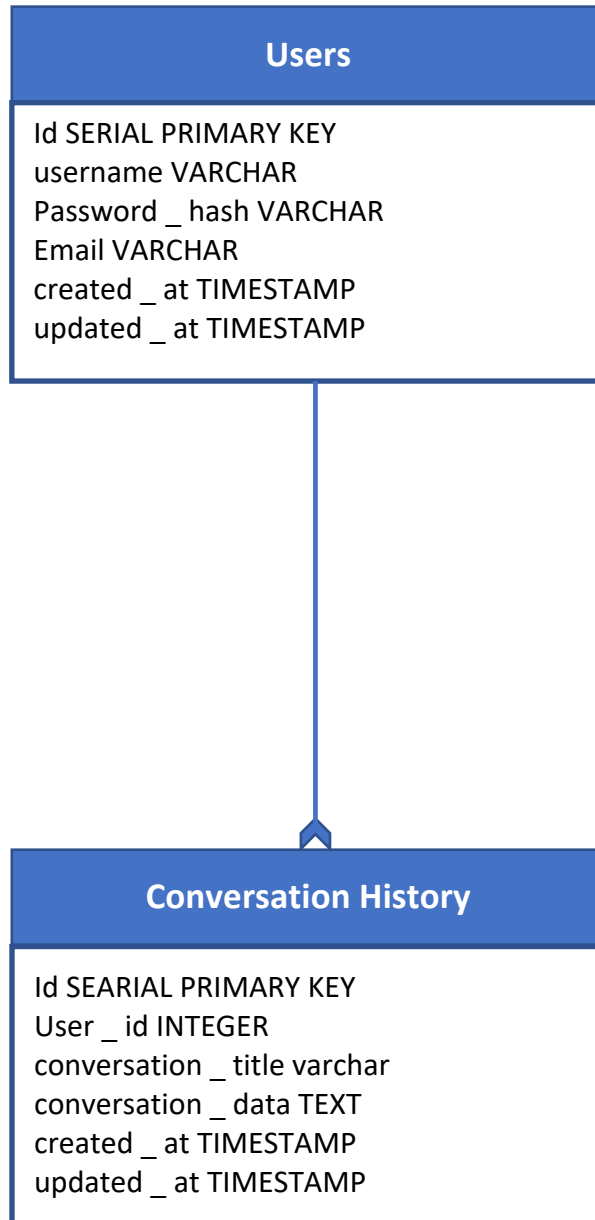 Users
Id SERIAL PRIMARY KEY
username VARCHAR
Password _ hash VARCHAR
Email VARCHAR
created _ at TIMESTAMP
updated _ at TIMESTAMP
Conversation History
Id SEARIAL PRIMARY KEY
User _ id INTEGER
conversation _ title varchar
conversation _ data TEXT
created _ at TIMESTAMP
updated _ at TIMESTAMP